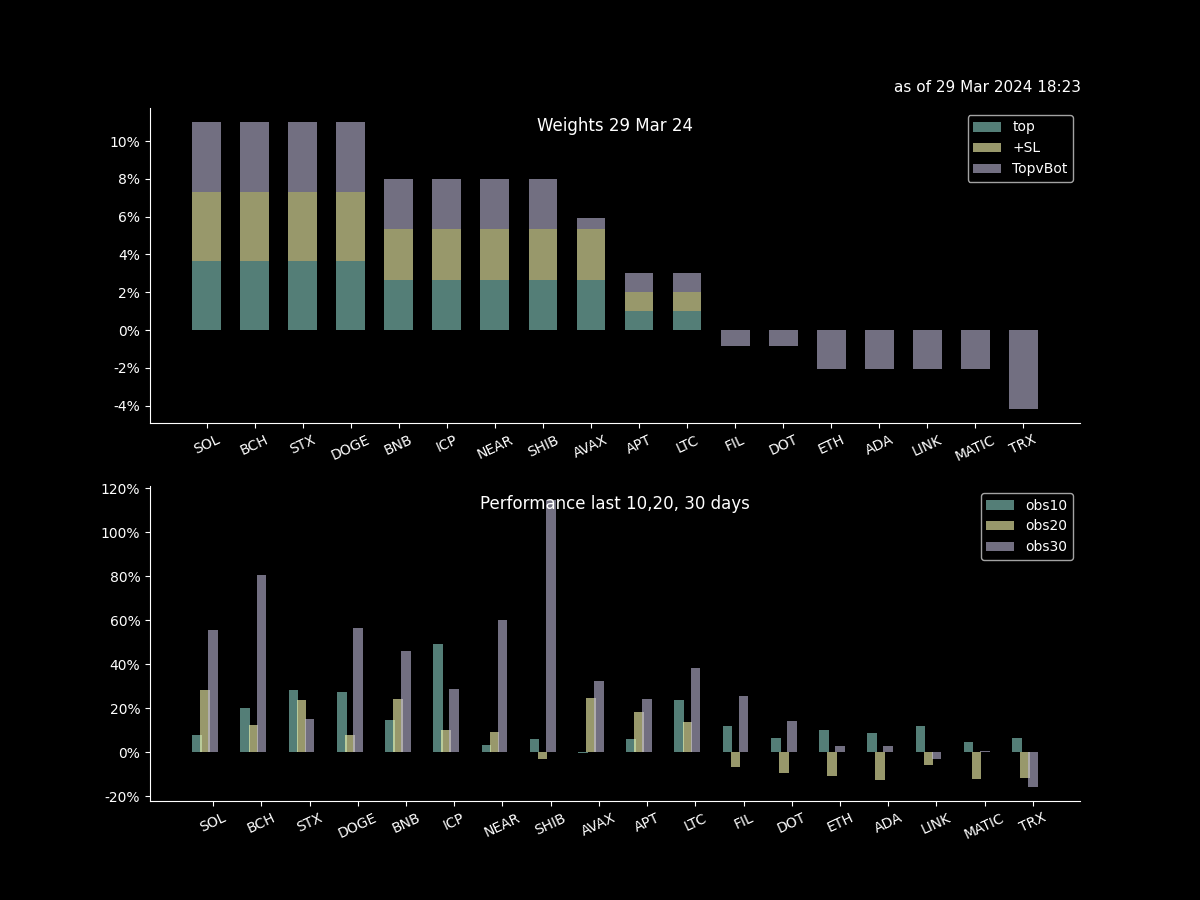 as of 29 Mar 2024 18:23
Weights 29 Mar 24
top
+SL
TopvBot
10%
8%
6%
4%
2%
0%
-2%
-4%
SOL BCH STX DOGE BNB ICP NEAR SHIB AVAX APT LTC FIL DOT ETH ADA LINK MATIC TRX
Performance last 10,20, 30 days
obs10
obs20
obs30
120%
100%
80%
60%
40%
20%
0%
-20%
SOL BCH STX DOGE BNB ICP NEAR SHIB AVAX APT LTC FIL DOT ETH ADA LINK MATIC TRX